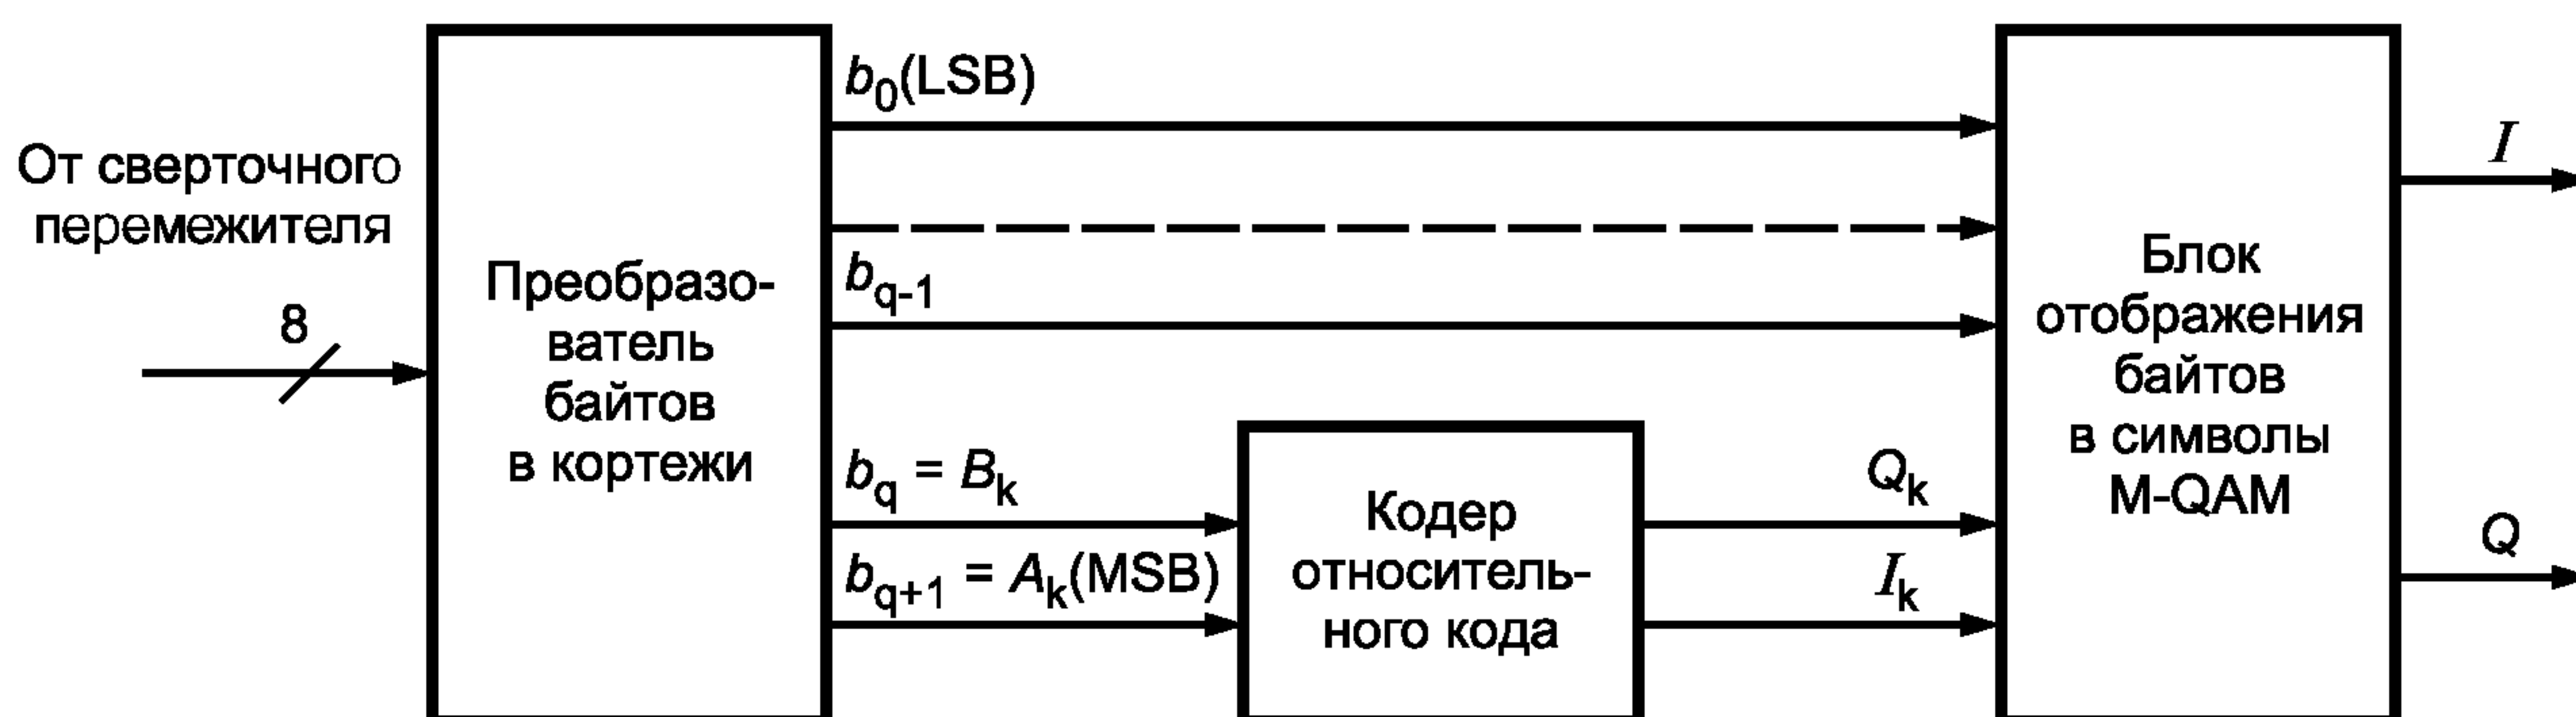 От сверточного
перемежителя
8
Преобразо-
ватель
байтов
в кортежи
b0(LSB)
bq-1
bq = Bk
bq+1 = Ak(MSB)
Кодер
относитель-
ного кода
Qk
Ik
Блок
отображения
байтов
в символы
M-QAM
I
Q